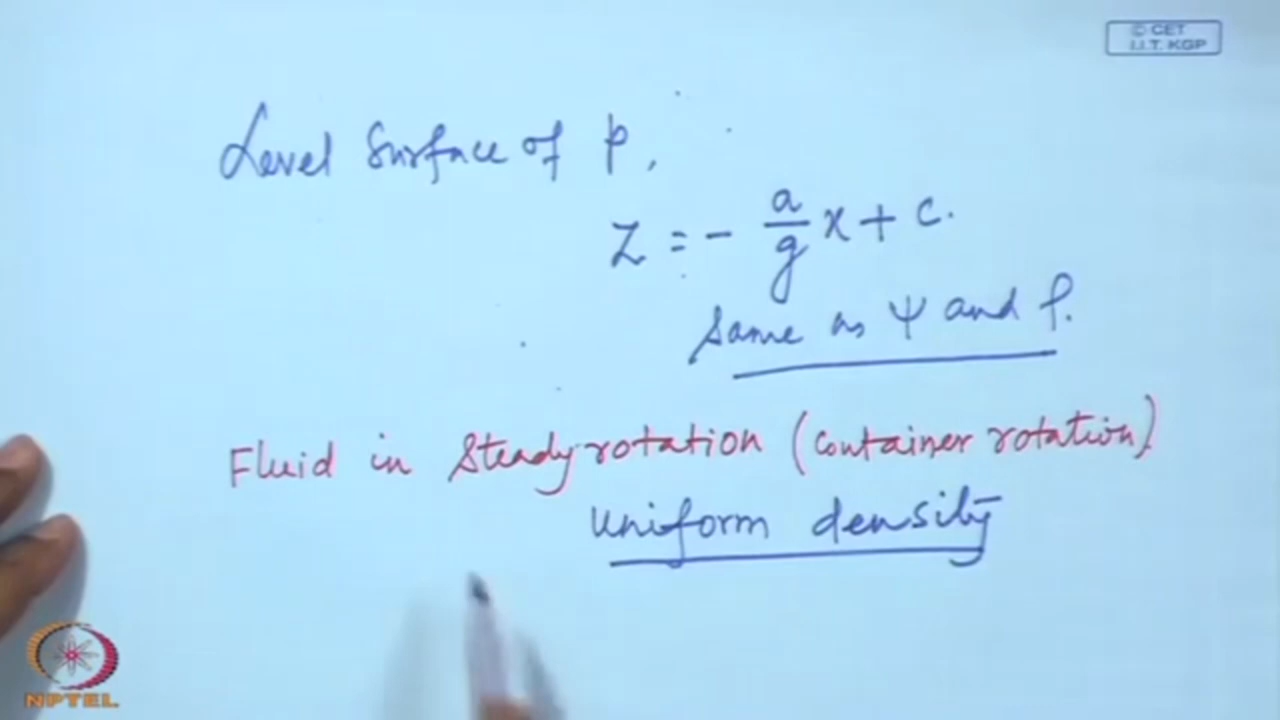 © CET
I.I.T. KGP
Level Surface of p,
z = - a/g x + c.
Same as ψ and ρ.
Fluid in Steady rotation (container rotation)
uniform density
NPTEL